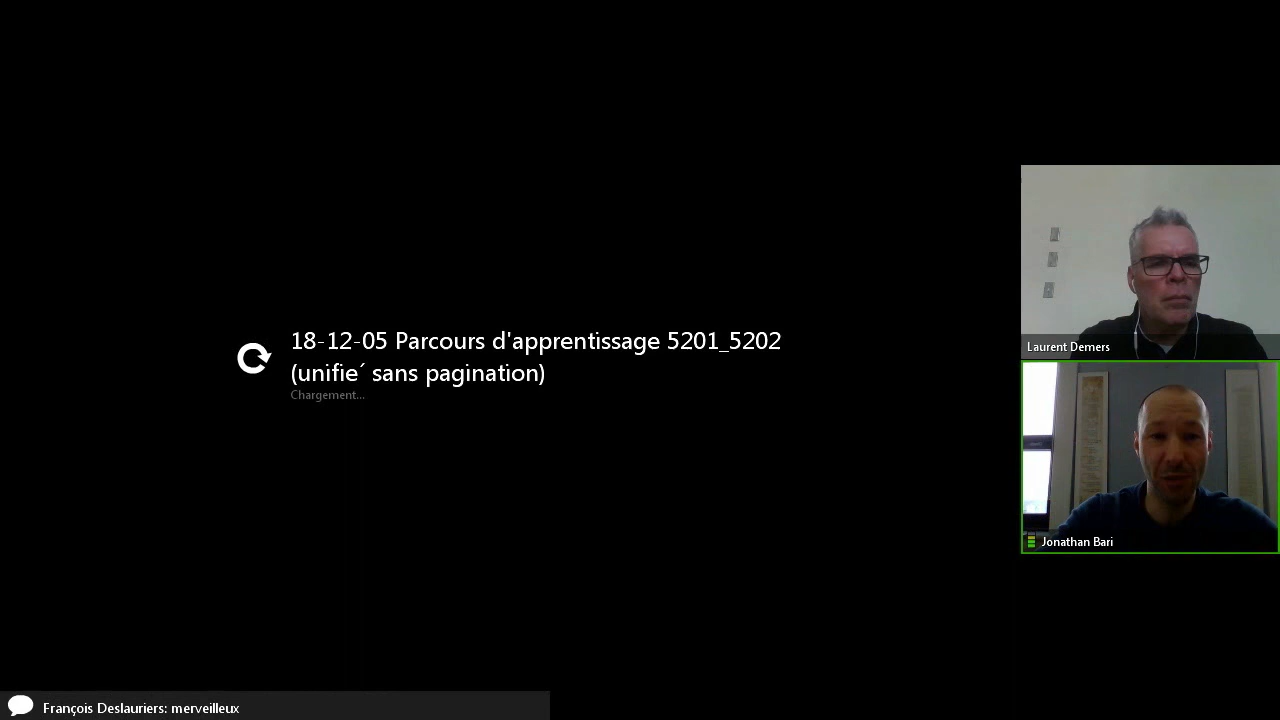 18-12-05 Parcours d'apprentissage 5201_5202
(unifie´ sans pagination)
Chargement...
Laurent Demers
Jonathan Bari
François Deslauriers: merveilleux